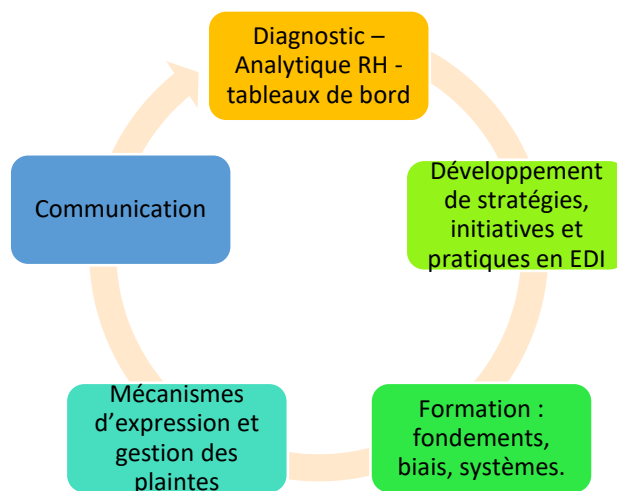 Diagnostic –
Analytique RH -
tableaux de bord
Développement
de stratégies,
initiatives et
pratiques en EDI
Formation :
fondements,
biais, systèmes.
Mécanismes
d’expression et
gestion des
plaintes
Communication